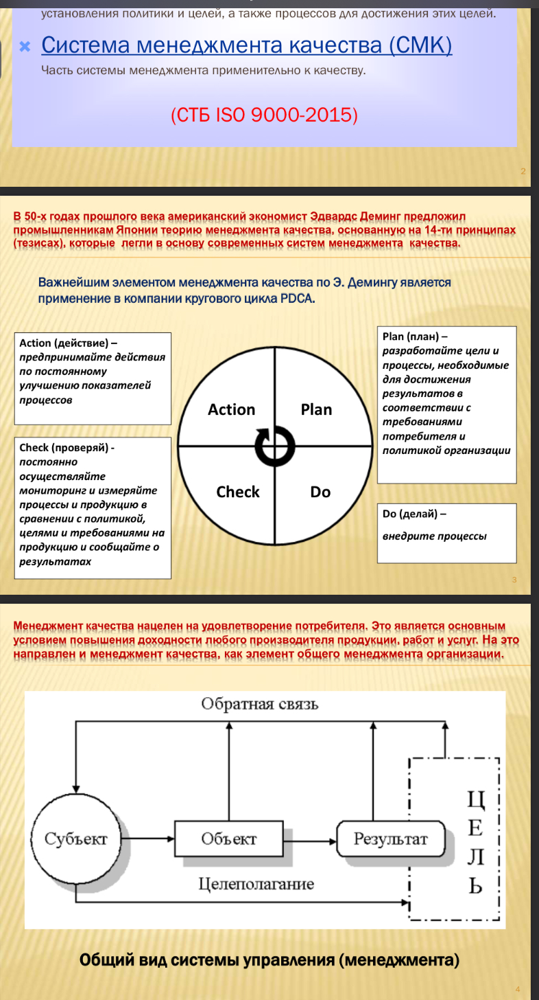 установления политики и целей, а также процессов для достижения этих целей.
Система менеджмента качества (СМК)
Часть системы менеджмента применительно к качеству.
(СТБ ISO 9000-2015)
2
В 50-х годах прошлого века американский экономист Эдвардс Деминг предложил
промышленникам Японии теорию менеджмента качества, основанную на 14-ти принципах
(тезисах), которые легли в основу современных систем менеджмента качества.
Важнейшим элементом менеджмента качества по Э. Демингу является
применение в компании кругового цикла PDCA.
Action (действие) –
предпринимайте действия
по постоянному
улучшению показателей
процессов
Check (проверяй) -
постоянно
осуществляйте
мониторинг и измеряйте
процессы и продукцию в
сравнении с политикой,
целями и требованиями на
продукцию и сообщайте о
результатах
Action
Plan
Check
Do
Plan (план) –
разработайте цели и
процессы, необходимые
для достижения
результатов в
соответствии с
требованиями
потребителя и
политикой организации
Do (делай) –
внедрите процессы
3
Менеджмент качества нацелен на удовлетворение потребителя. Это является основным
условием повышения доходности любого производителя продукции, работ и услуг. На это
направлен и менеджмент качества, как элемент общего менеджмента организации.
Обратная связь
Субъект
Объект
Результат
Ц
Е
Л
Ь
Целеполагание
Общий вид системы управления (менеджмента)
4